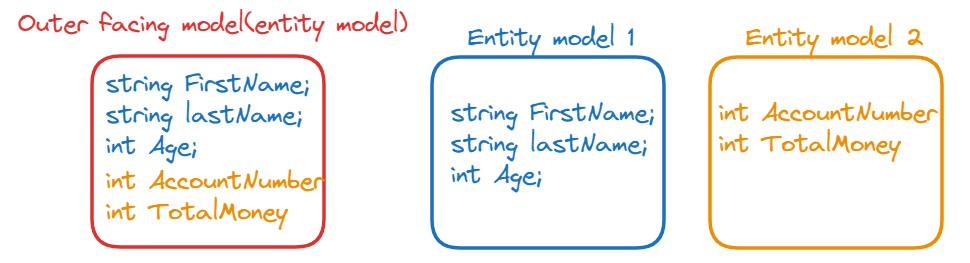 Outer facing model(entity model)
string FirstName;
string lastName;
int Age;
int AccountNumber
int TotalMoney
Entity model 1
string FirstName;
string lastName;
int Age;
Entity model 2
int AccountNumber
int TotalMoney